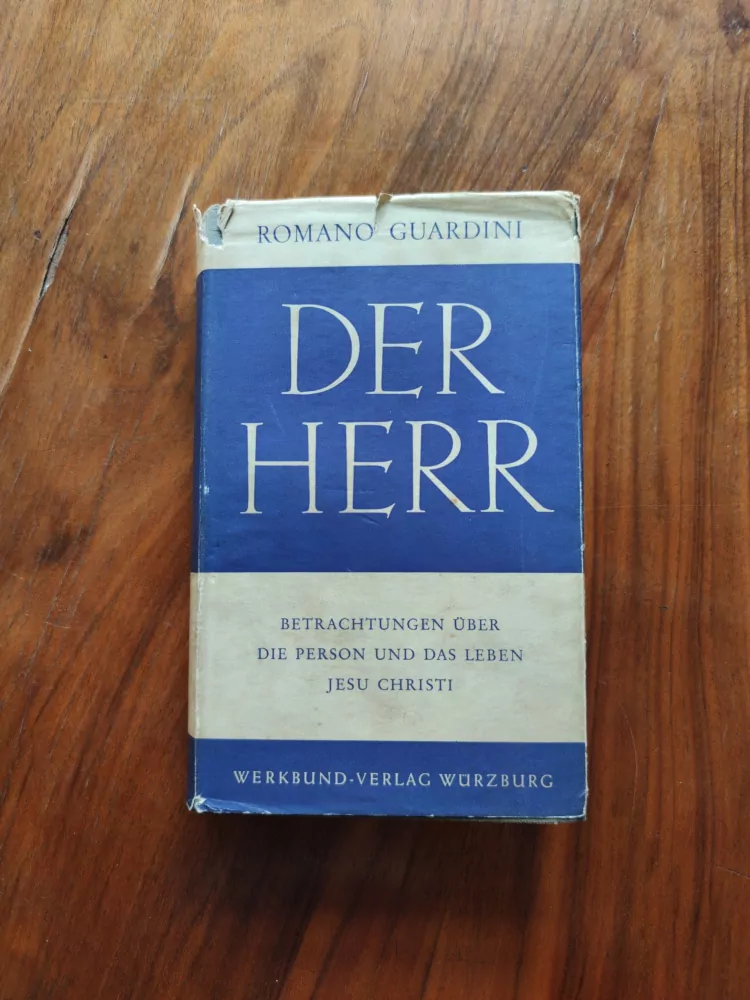 ROMANO GUARDINI
DER
HERR
BETRACHTUNGEN ÜBER
DIE PERSON UND DAS LEBEN
JESU CHRISTI
WERKBUND-VERLAG WÜRZBURG